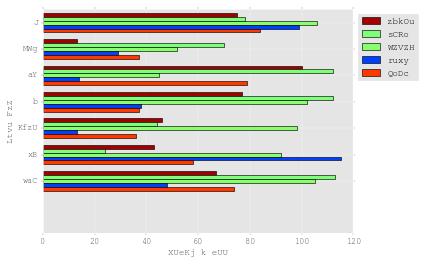 J
MWg
aY
b
KfzU
xB
waC
Ltvu FzZ
0 20 40 60 80 100 120
XUeKj k eUU
zbkOu
sCRo
WZVZH
ruxy
QoDc